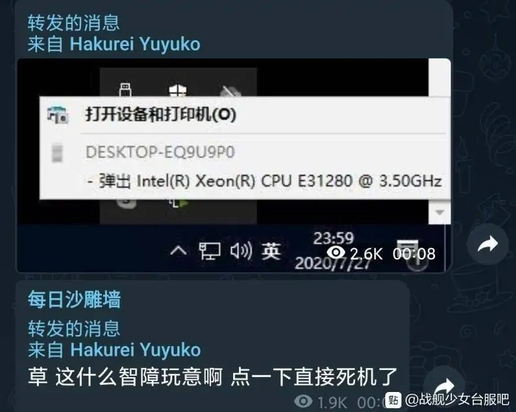 转发的消息
来自 Hakurei Yuyuko
打开设备和打印机(O)
DESKTOP-EQ9U9P0
- 弹出 Intel(R) Xeon(R) CPU E31280 @ 3.50GHz
英
23:59
2020/7/27
1
2.6K 00:08
每日沙雕墙
转发的消息
来自 Hakurei Yuyuko
草 这什么智障玩意啊 点一下直接死机了
1.9K
點 @战舰少女台服吧